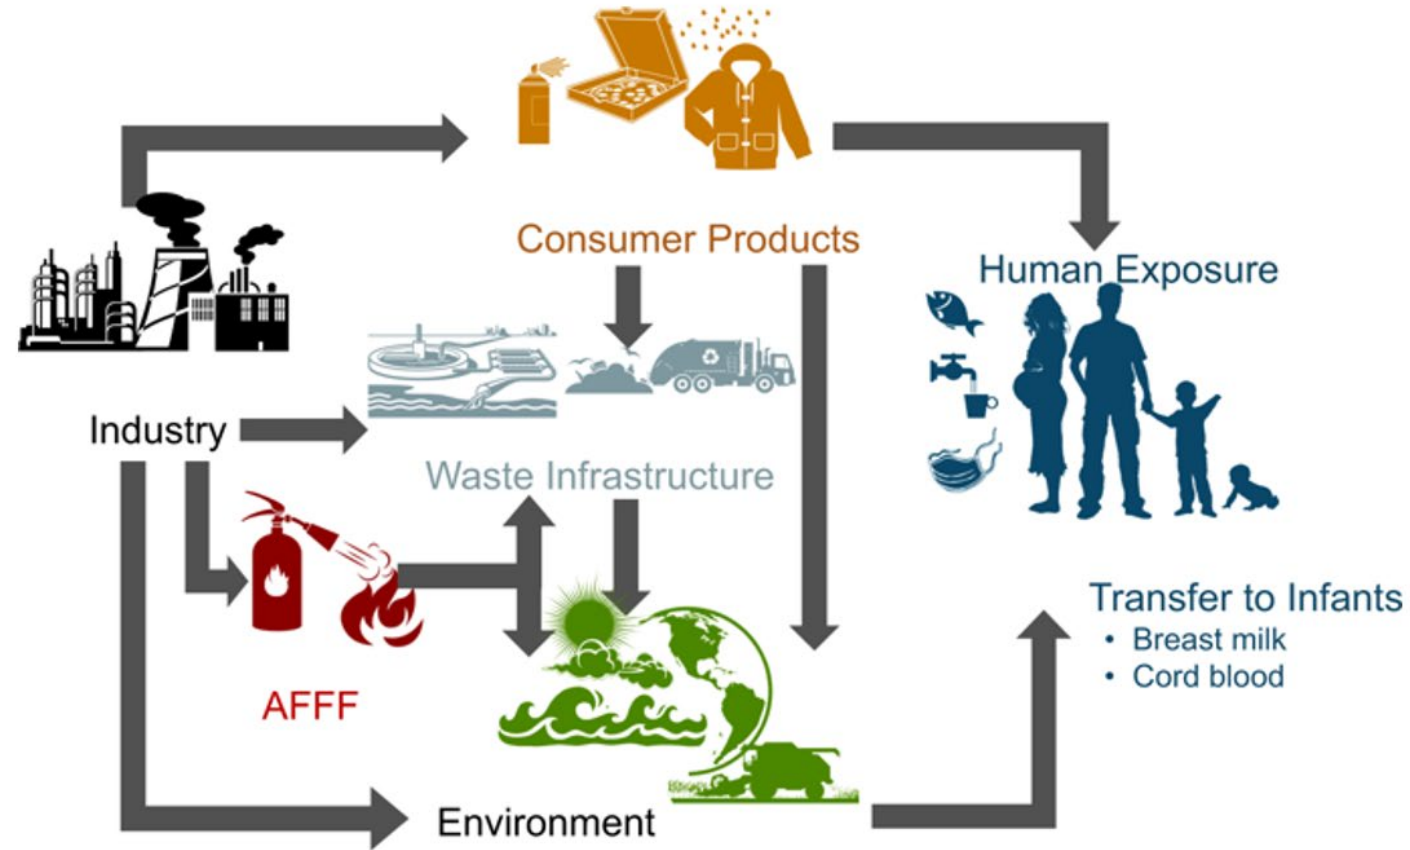 Consumer Products
Human Exposure
Industry
Waste Infrastructure
Transfer to Infants
• Breast milk
• Cord blood
AFFF
Environment